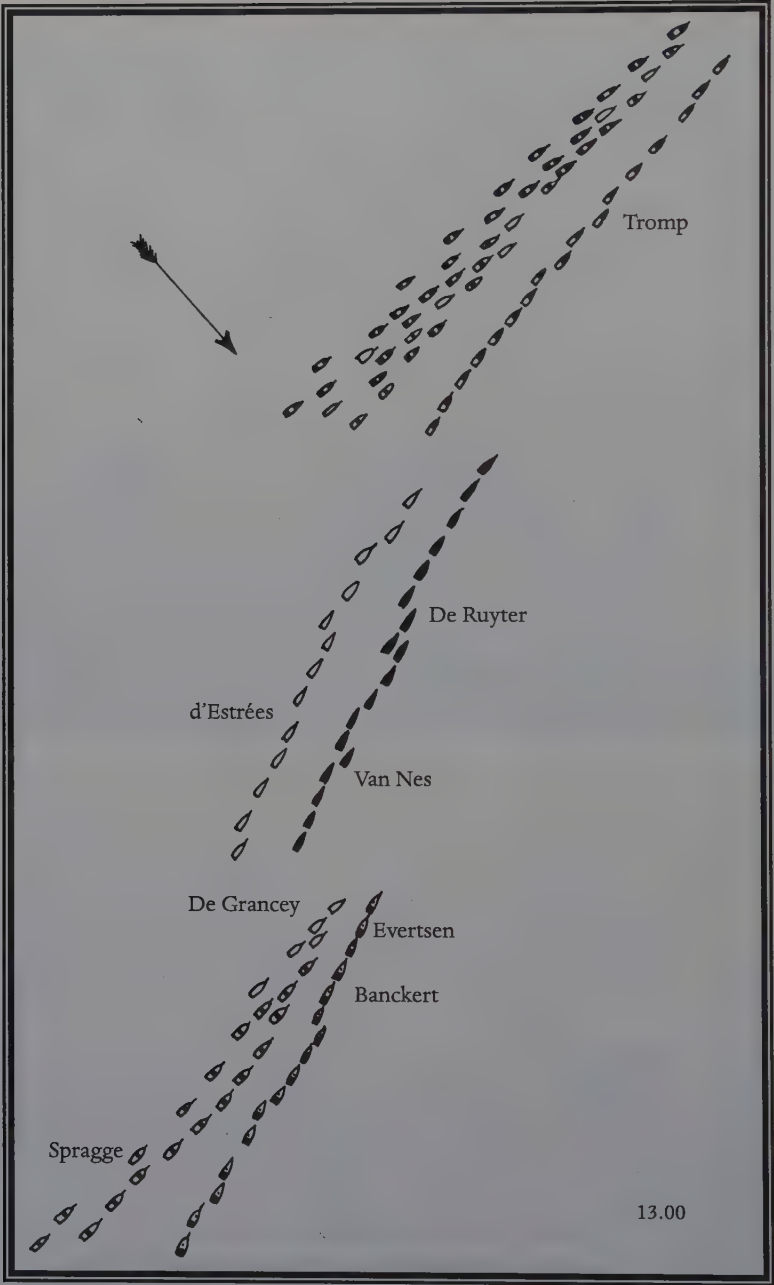 Tromp
De Ruyter
d'Estrées
Van Nes
De Grancey
Evertsen
Banckert
Spragge
13.00